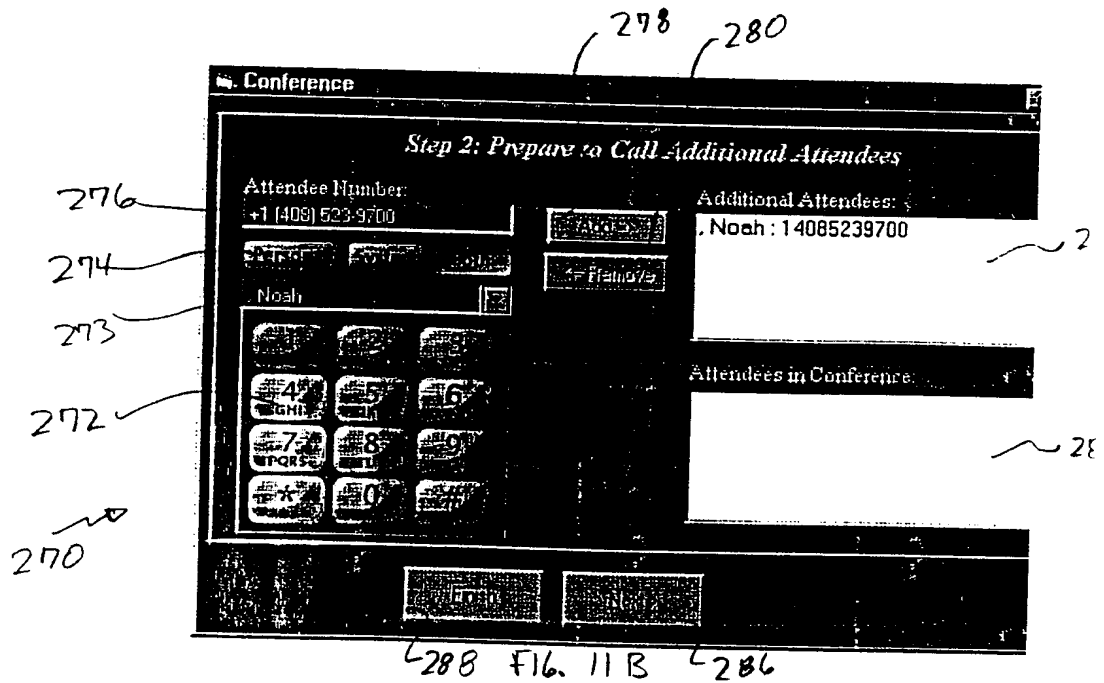 278
280
Conference
Step 2: Prepare to Call Additional Attendees
276
Attendee Number:
+1 (408) 523-9700
Additional Attendees:
, Noah : 14085239700
274
<- Remove
273
, Noah
Attendees in Conference:
272
4 5 6
GHI
7 8 9
PQRS
* 0 #
270
288 FIG. 11B 286